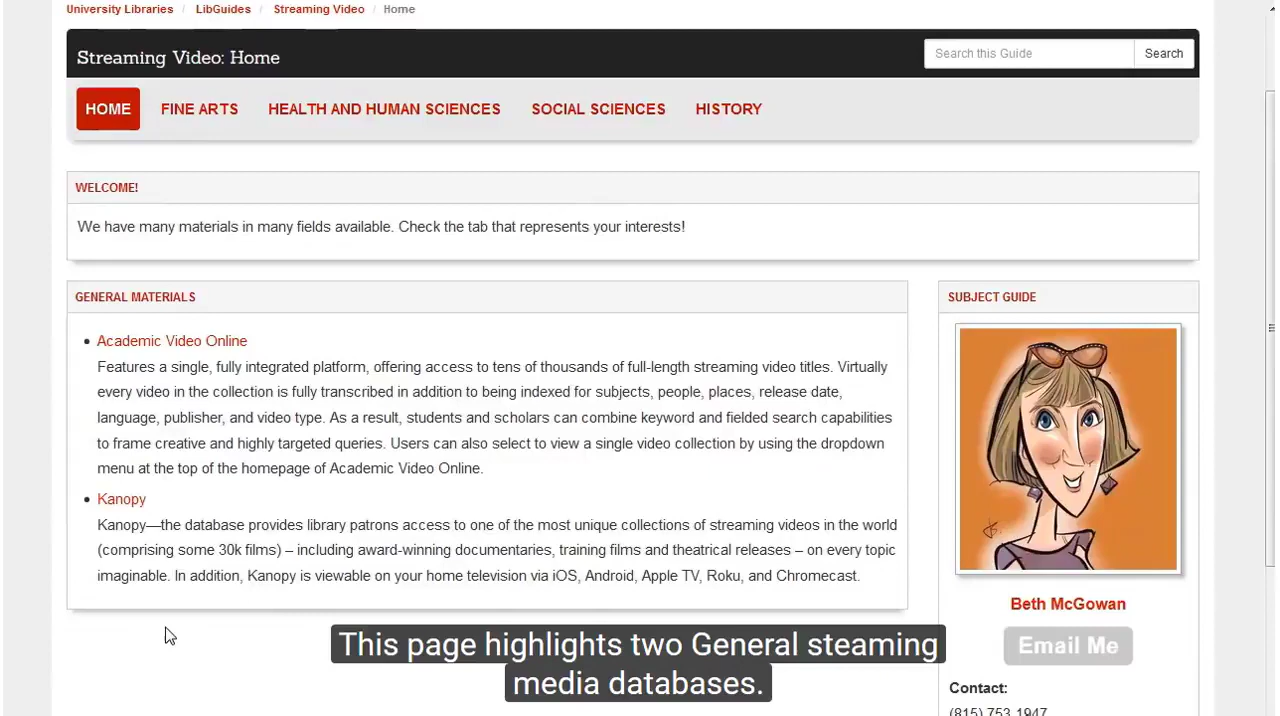 University Libraries / LibGuides / Streaming Video / Home
Streaming Video: Home
Search this Guide
Search
HOME
FINE ARTS
HEALTH AND HUMAN SCIENCES
SOCIAL SCIENCES
HISTORY
WELCOME!
We have many materials in many fields available. Check the tab that represents your interests!
GENERAL MATERIALS
• Academic Video Online
Features a single, fully integrated platform, offering access to tens of thousands of full-length streaming video titles. Virtually
every video in the collection is fully transcribed in addition to being indexed for subjects, people, places, release date,
language, publisher, and video type. As a result, students and scholars can combine keyword and fielded search capabilities
to frame creative and highly targeted queries. Users can also select to view a single video collection by using the dropdown
menu at the top of the homepage of Academic Video Online.
• Kanopy
Kanopy—the database provides library patrons access to one of the most unique collections of streaming videos in the world
(comprising some 30k films) – including award-winning documentaries, training films and theatrical releases – on every topic
imaginable. In addition, Kanopy is viewable on your home television via iOS, Android, Apple TV, Roku, and Chromecast.
SUBJECT GUIDE
Beth McGowan
Email Me
Contact:
(815) 753-1947
This page highlights two General steaming
media databases.